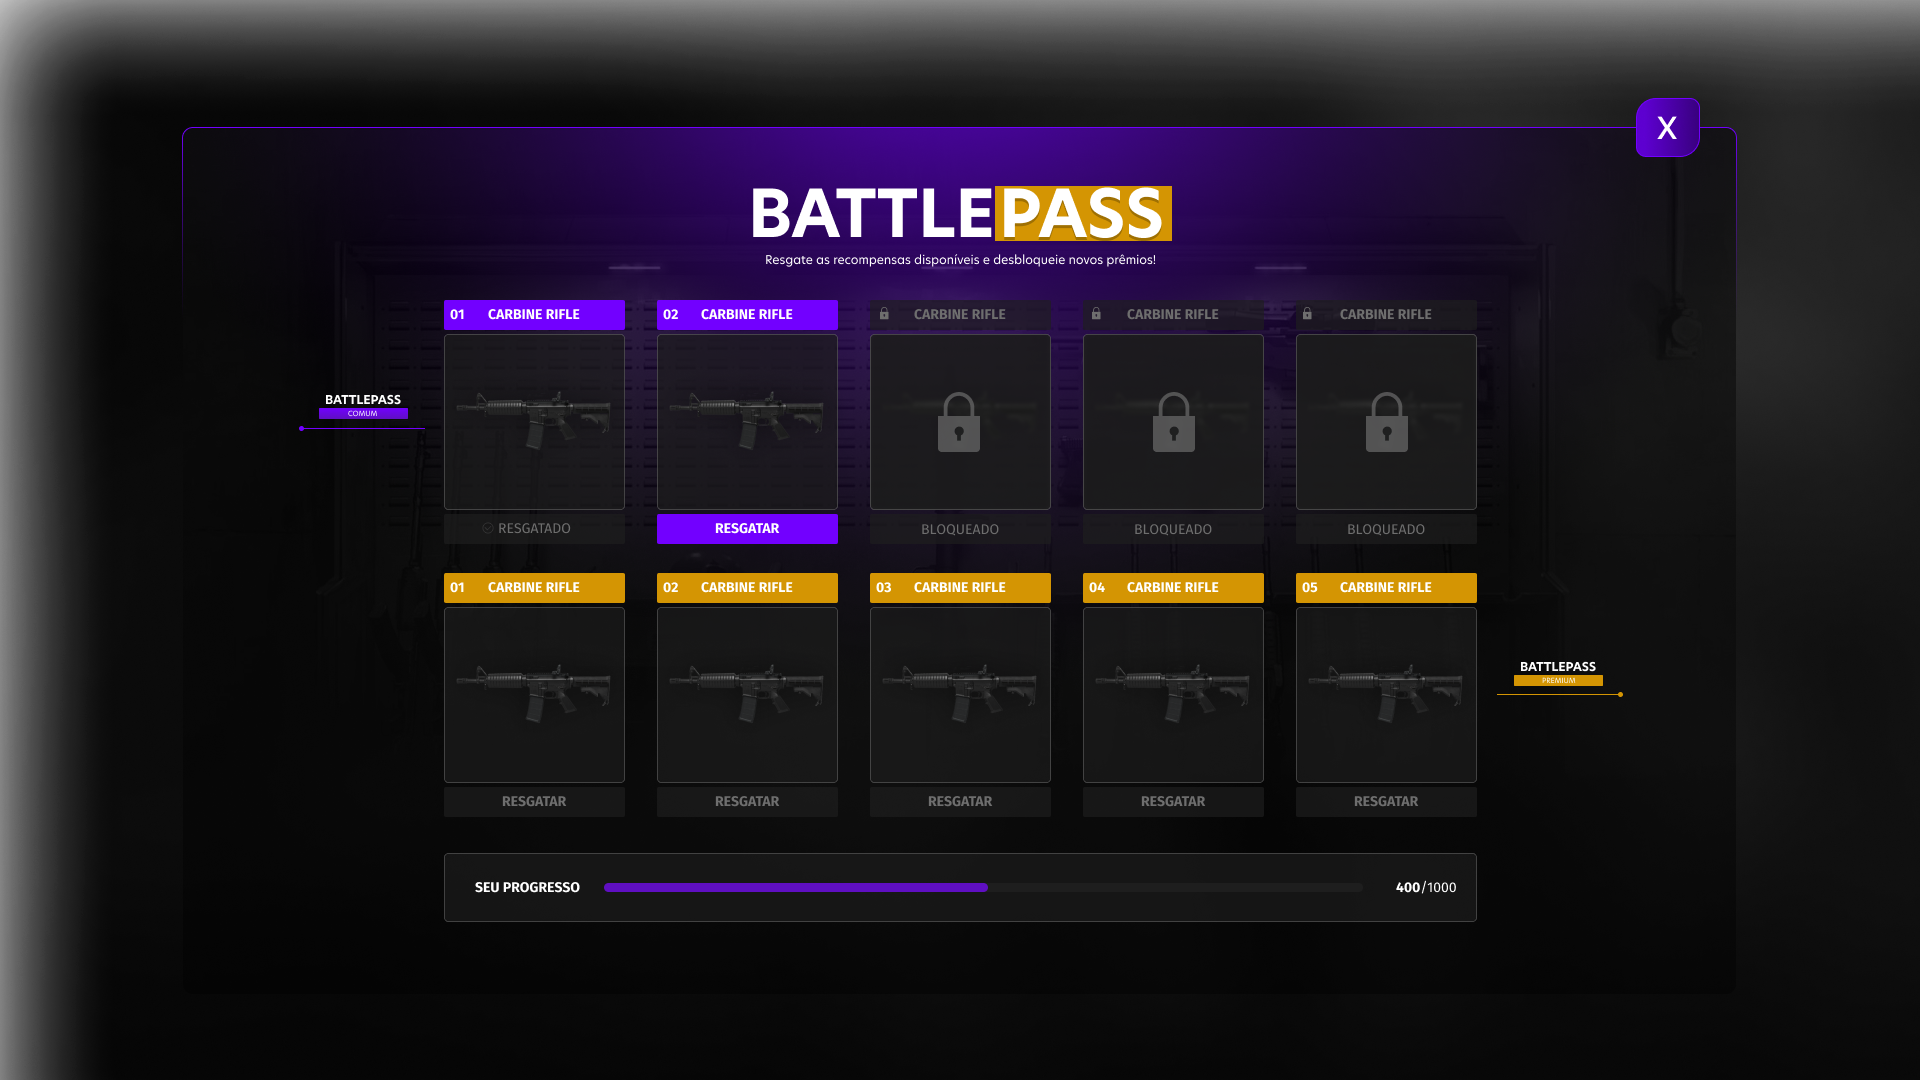 X
BATTLEPASS
Resgate as recompensas disponíveis e desbloqueie novos prêmios!
01 CARBINE RIFLE
02 CARBINE RIFLE
CARBINE RIFLE
CARBINE RIFLE
CARBINE RIFLE
BATTLEPASS
COMUM
RESGATADO
RESGATAR
BLOQUEADO
BLOQUEADO
BLOQUEADO
01 CARBINE RIFLE
02 CARBINE RIFLE
03 CARBINE RIFLE
04 CARBINE RIFLE
05 CARBINE RIFLE
BATTLEPASS
PREMIUM
RESGATAR
RESGATAR
RESGATAR
RESGATAR
RESGATAR
SEU PROGRESSO
400/1000